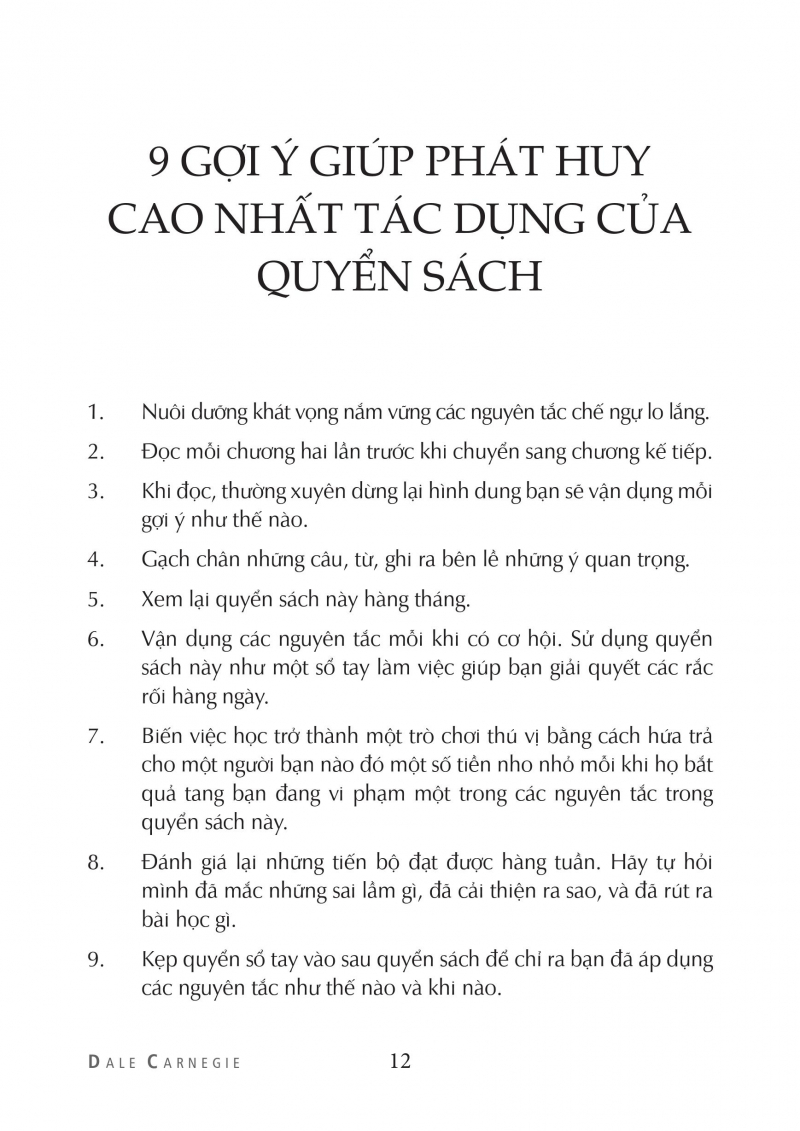 9 GỢI Ý GIÚP PHÁT HUY
CAO NHẤT TÁC DỤNG CỦA
QUYỂN SÁCH
1. Nuôi dưỡng khát vọng nắm vững các nguyên tắc chế ngự lo lắng.
2. Đọc mỗi chương hai lần trước khi chuyển sang chương kế tiếp.
3. Khi đọc, thường xuyên dừng lại hình dung bạn sẽ vận dụng mỗi
gợi ý như thế nào.
4. Gạch chân những câu, từ, ghi ra bên lề những ý quan trọng.
5. Xem lại quyển sách này hàng tháng.
6. Vận dụng các nguyên tắc mỗi khi có cơ hội. Sử dụng quyển
sách này như một sổ tay làm việc giúp bạn giải quyết các rắc
rối hàng ngày.
7. Biến việc học trở thành một trò chơi thú vị bằng cách hứa trả
cho một người bạn nào đó một số tiền nho nhỏ mỗi khi họ bắt
quả tang bạn đang vi phạm một trong các nguyên tắc trong
quyển sách này.
8. Đánh giá lại những tiến bộ đạt được hàng tuần. Hãy tự hỏi
mình đã mắc những sai lầm gì, đã cải thiện ra sao, và đã rút ra
bài học gì.
9. Kẹp quyển sổ tay vào sau quyển sách để chỉ ra bạn đã áp dụng
các nguyên tắc như thế nào và khi nào.
DALE CARNEGIE 12